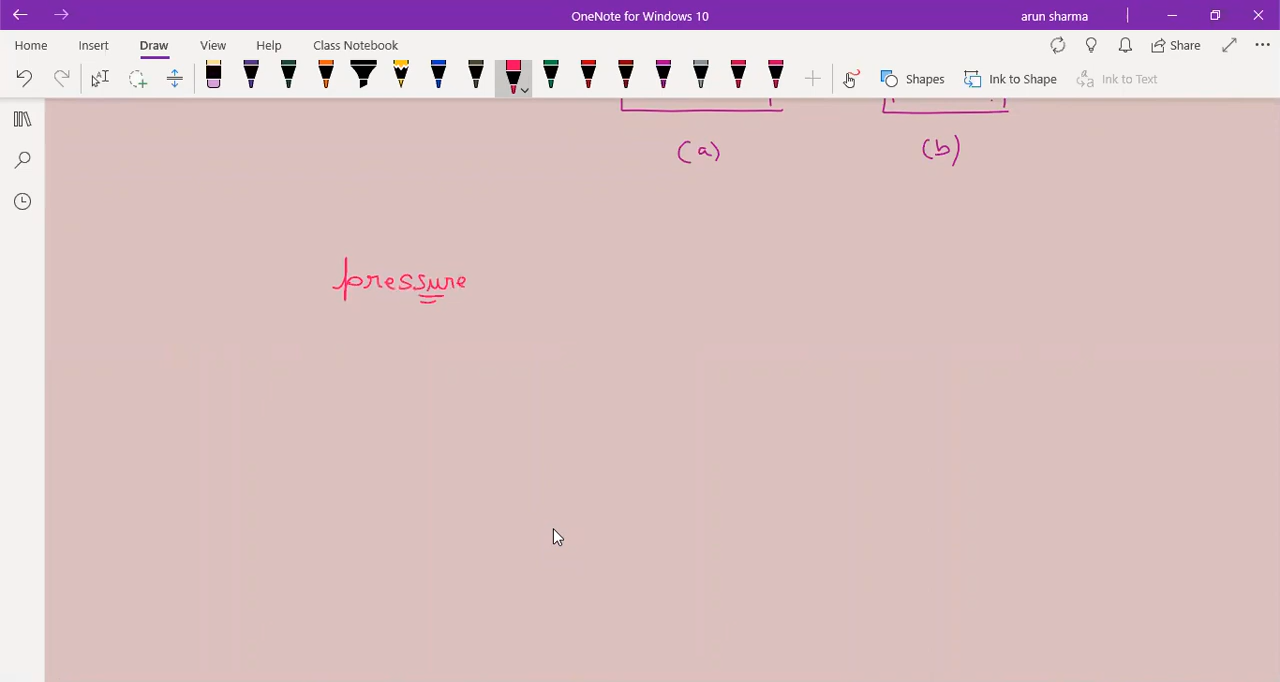 OneNote for Windows 10
arun sharma
Home Insert Draw View Help Class Notebook
Share
Shapes Ink to Shape Ink to Text
(a) (b)
pressure